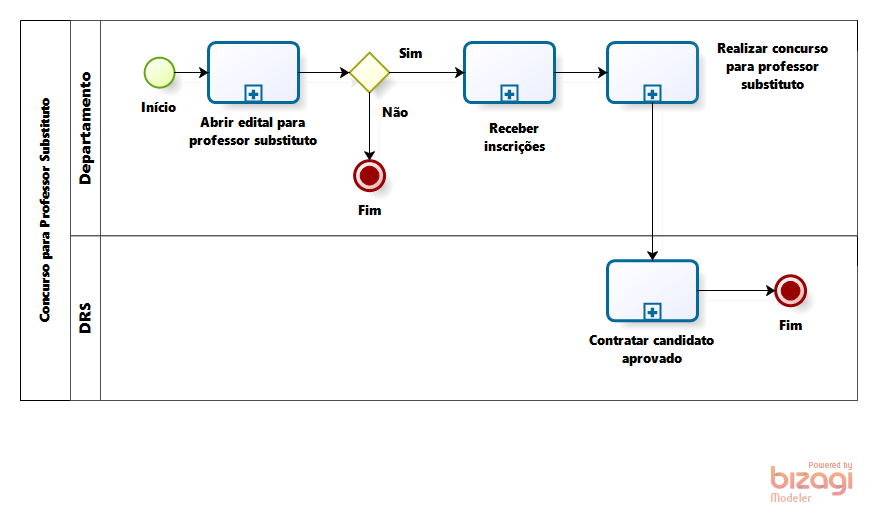 Concurso para Professor Substituto
Departamento
Início
Abrir edital para
professor substituto
Sim
Não
Fim
Receber
inscrições
Realizar concurso
para professor
substituto
DRS
Contratar candidato
aprovado
Fim
Powered by
bizagi
Modeler